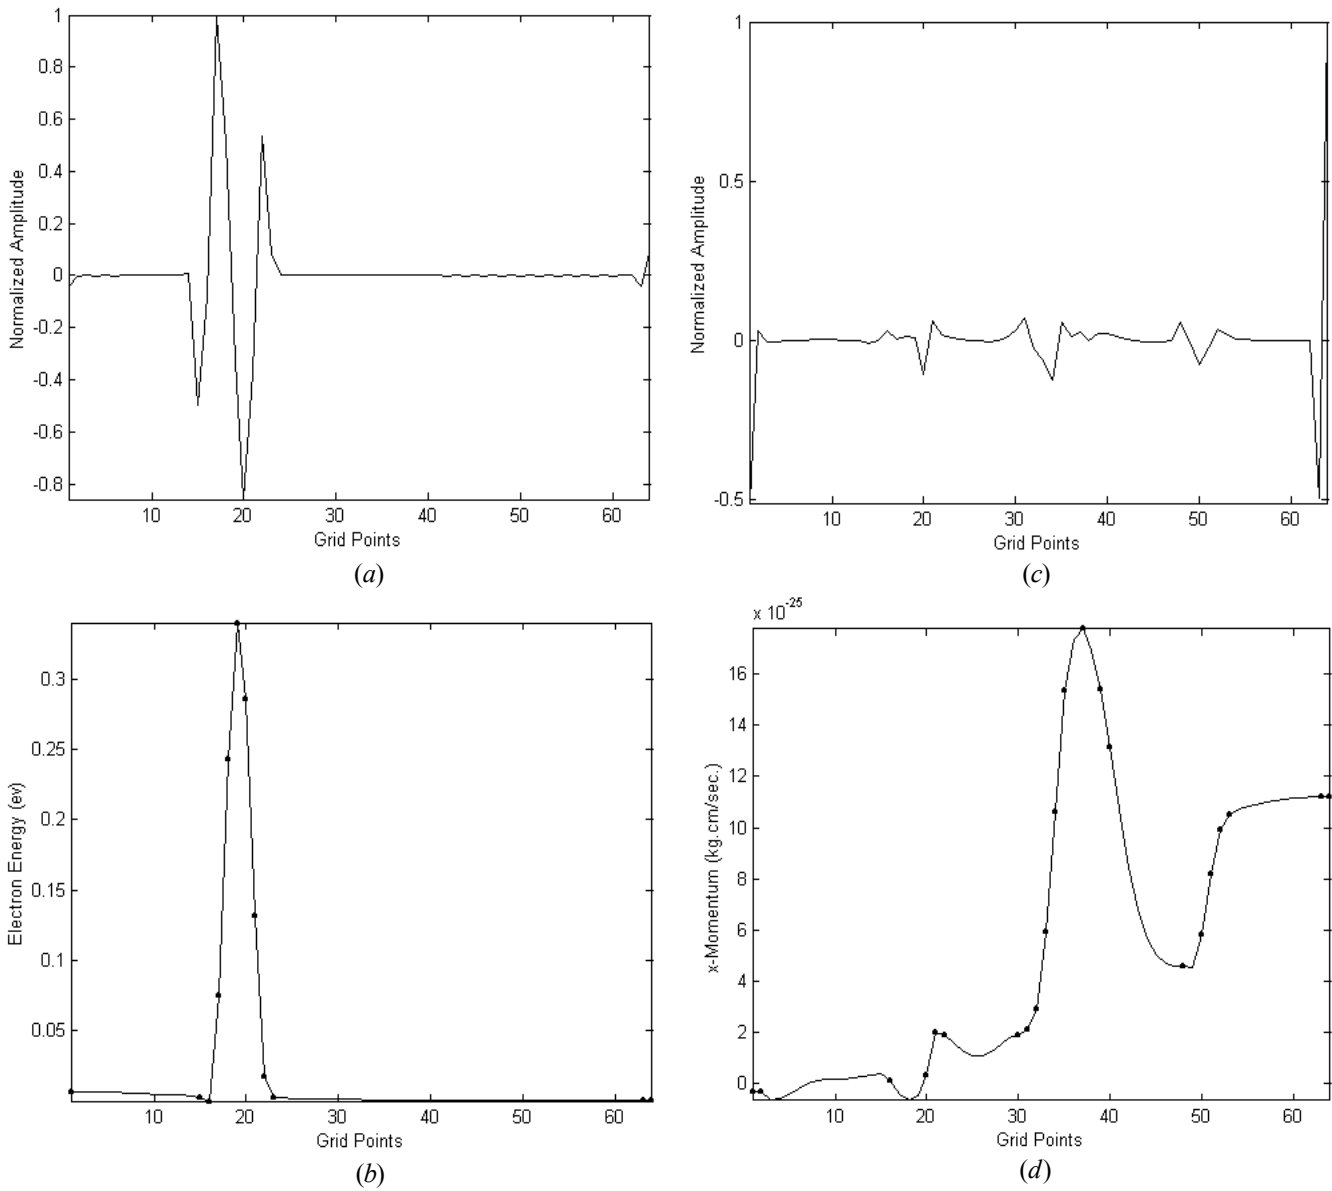 1
0.8
0.6
0.4
0.2
0
-0.2
-0.4
-0.6
-0.8
Normalized Amplitude
10 20 30 40 50 60
Grid Points
(a)
1
0.5
0
-0.5
Normalized Amplitude
10 20 30 40 50 60
Grid Points
(c)
0.3
0.25
0.2
0.15
0.1
0.05
Electron Energy (ev)
10 20 30 40 50 60
Grid Points
(b)
x 10-25
16
14
12
10
8
6
4
2
0
x-Momentum (kg.cm/sec.)
10 20 30 40 50 60
Grid Points
(d)